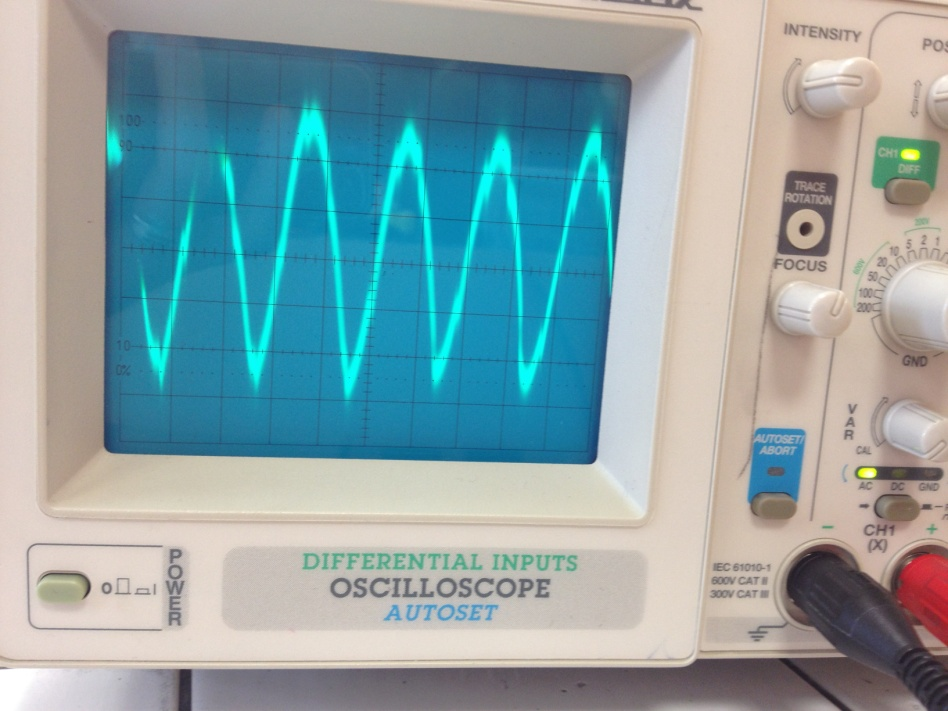 INTENSITY
POS
100
90
CH1
DIFF
TRACE
ROTATION
FOCUS
10
0%
10 5 2 1
20
50
100
200
GND
VAR
CAL
AUTOSET/
ABORT
AC DC GND
CH1
(X)
- +
IEC 61010-1
600V CAT II
300V CAT III
POWER
0
DIFFERENTIAL INPUTS
OSCILLOSCOPE
AUTOSET